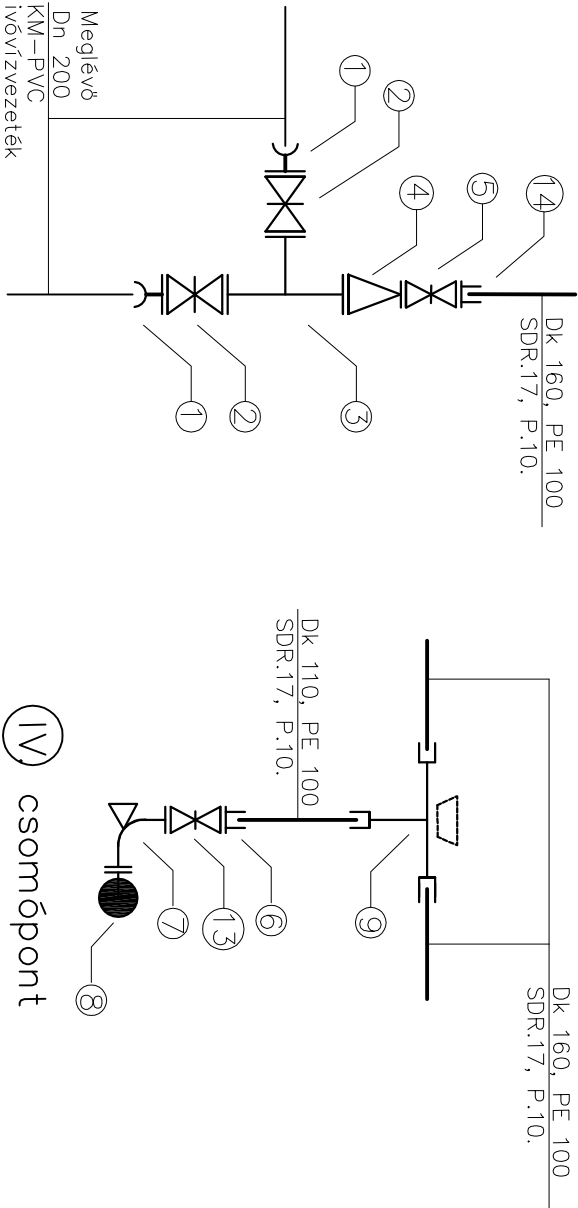 Meglévő
Dn 200
KM-PVC
ivóvízvezeték
1
2
4
5
14
1
2
3
Dk 160, PE 100
SDR.17, P.10.
Dk 110, PE 100
SDR.17, P.10.
Dk 160, PE 100
SDR.17, P.10.
9
6
13
7
8
IV. csomópont